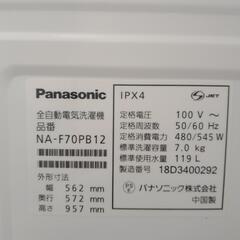 Panasonic
全自動電気洗濯機
品番
NA-F70PB12
外形寸法
幅 562 mm
奥行 572 mm
高さ 957 mm
IPX4
JET
定格電圧 100 V ～
定格周波数 50/60 Hz
定格消費電力 480/545 W
標準洗濯容量 7.0 kg
標準使用水量 119 L
製造番号 18D3400292
PS
E
パナソニック株式会社
中国製